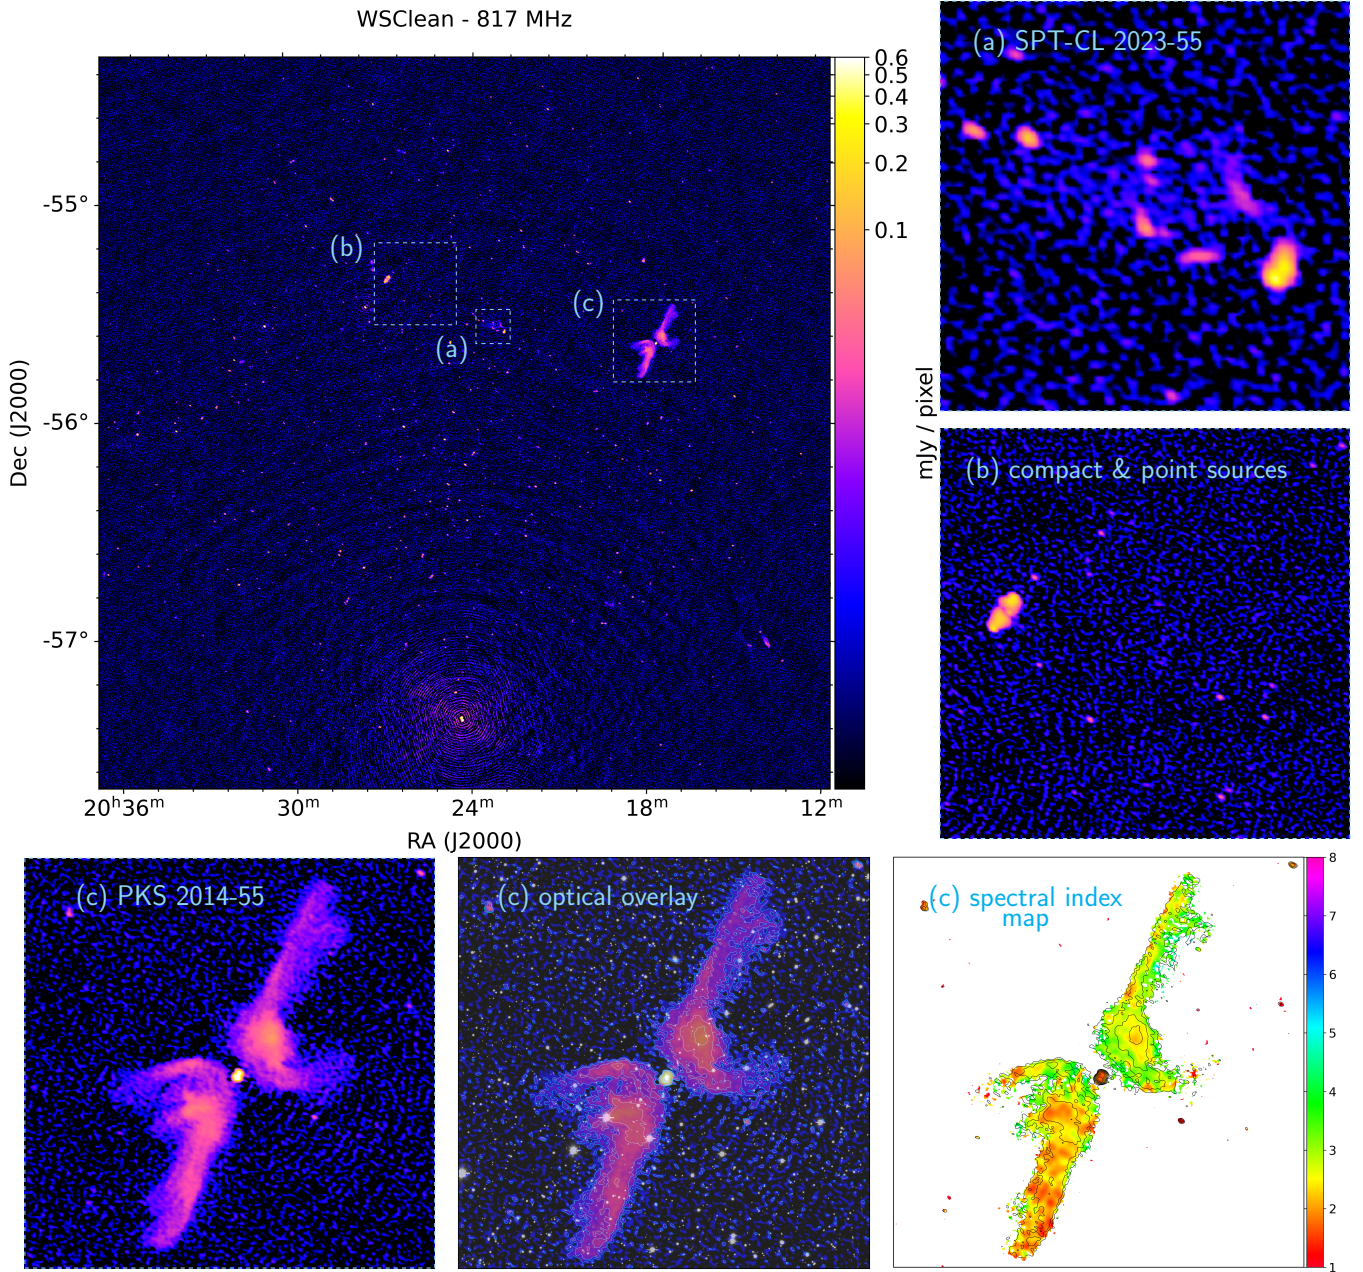 WSClean - 817 MHz
(a) SPT-CL 2023-55
0.6
0.5
0.4
0.3
0.2
0.1
-55°
-56°
-57°
Dec (J2000)
(b)
(c)
(a)
mJy / pixel
20ʰ36ᵐ
30ᵐ
24ᵐ
18ᵐ
12ᵐ
RA (J2000)
(b) compact & point sources
(c) PKS 2014-55
(c) optical overlay
(c) spectral index
map
8
7
6
5
4
3
2
1